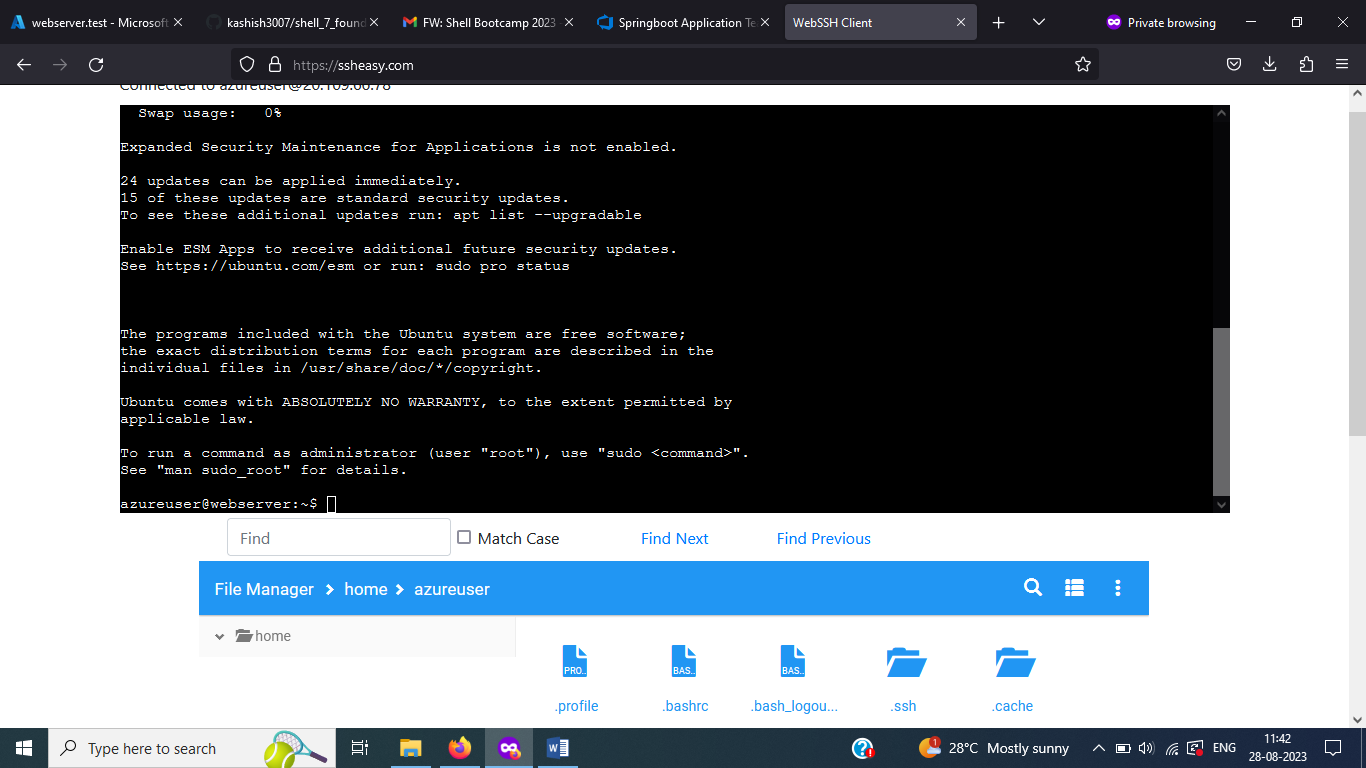 webserver.test - Microsoft
kashish3007/shell_7_found
FW: Shell Bootcamp 2023
Springboot Application Te
WebSSH Client
Private browsing
https://ssheasy.com
Connected to azureuser@20.169.66.78
Swap usage:   0%
Expanded Security Maintenance for Applications is not enabled.
24 updates can be applied immediately.
15 of these updates are standard security updates.
To see these additional updates run: apt list --upgradable
Enable ESM Apps to receive additional future security updates.
See https://ubuntu.com/esm or run: sudo pro status
The programs included with the Ubuntu system are free software;
the exact distribution terms for each program are described in the
individual files in /usr/share/doc/*/copyright.
Ubuntu comes with ABSOLUTELY NO WARRANTY, to the extent permitted by
applicable law.
To run a command as administrator (user "root"), use "sudo <command>".
See "man sudo_root" for details.
azureuser@webserver:~$
Find
Match Case
Find Next
Find Previous
File Manager > home > azureuser
home
PRO..
BAS..
BAS..
.profile
.bashrc
.bash_logou...
.ssh
.cache
Type here to search
1
28°C Mostly sunny
ENG
11:42
28-08-2023